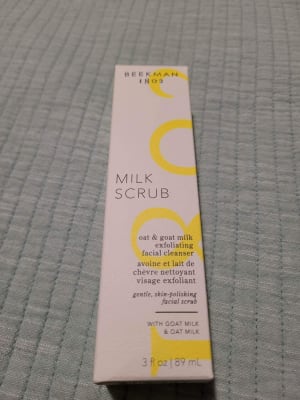 BEEKMAN
1802
MILK
SCRUB
oat & goat milk
exfoliating
facial cleanser
avoine et lait de
chèvre nettoyant
visage exfoliant
gentle, skin-polishing
facial scrub
WITH GOAT MILK
& OAT MILK
3 fl oz | 89 mL